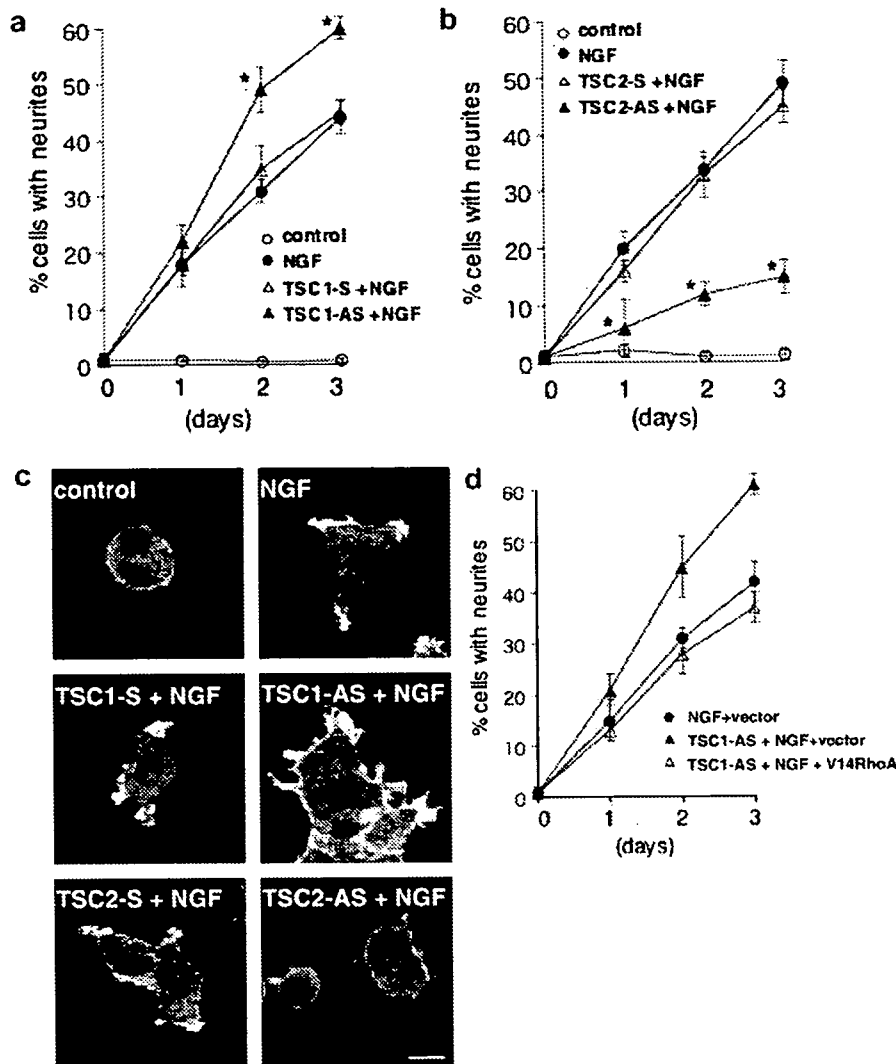 a
60
50
40
30
20
10
0
% cells with neurites
control
NGF
TSC1-S +NGF
TSC1-AS +NGF
0 1 2 3
(days)
b
60
50
40
30
20
10
0
% cells with neurites
control
NGF
TSC2-S +NGF
TSC2-AS +NGF
0 1 2 3
(days)
c
control
NGF
TSC1-S + NGF
TSC1-AS + NGF
TSC2-S + NGF
TSC2-AS + NGF
d
60
50
40
30
20
10
0
% cells with neurites
NGF+vector
TSC1-AS + NGF+vector
TSC1-AS + NGF + V14RhoA
0 1 2 3
(days)